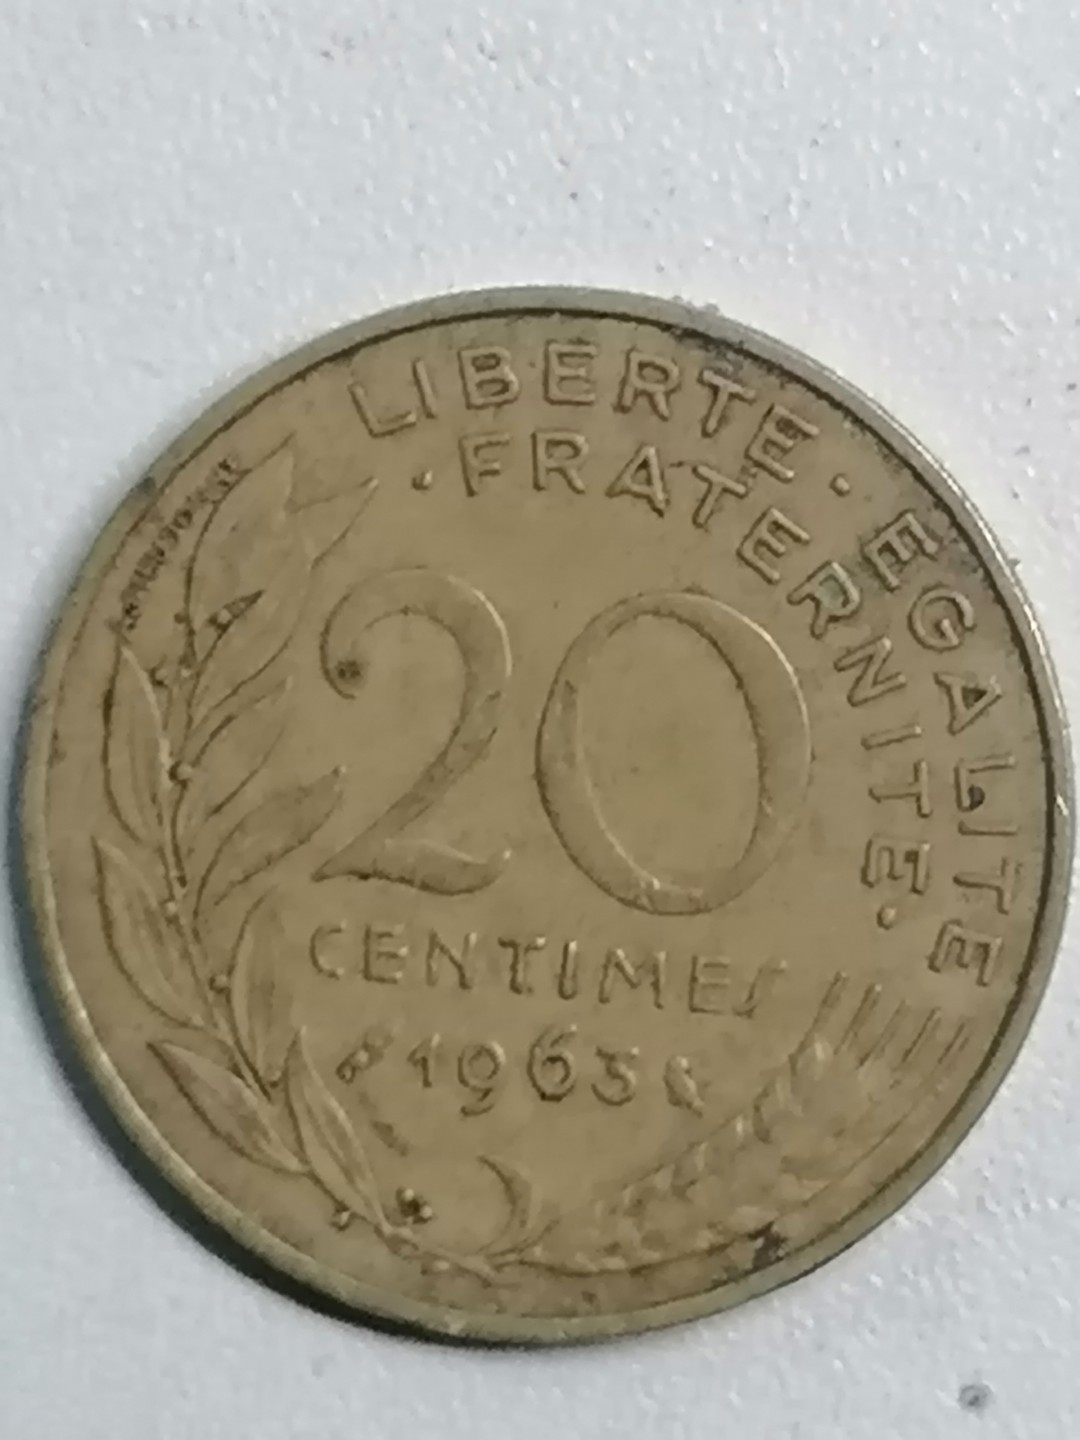 LIBERTE · EGALITE
· FRATERNITE ·
20
CENTIMES
1963